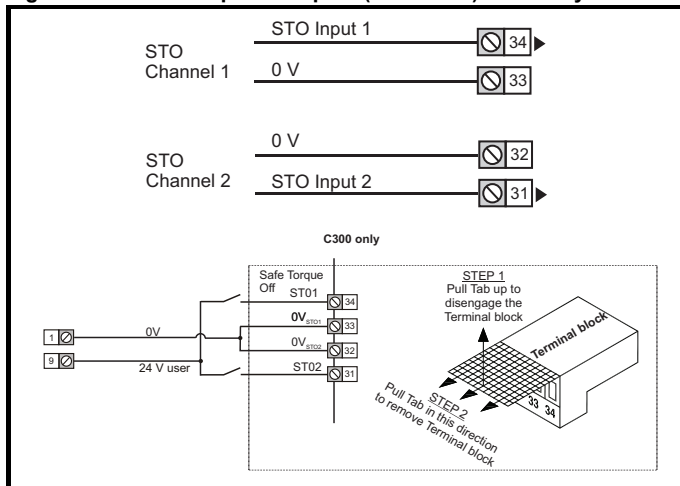 STO Input 1
34
STO
Channel 1
0 V
33
0 V
32
STO
Channel 2
STO Input 2
31
C300 only
Safe Torque
Off
ST01
34
0V STO1
33
0V STO2
32
ST02
31
1
0V
9
24 V user
STEP 1
Pull Tab up to
disengage the
Terminal block
Terminal block
33 34
STEP 2
Pull Tab in this direction
to remove Terminal block